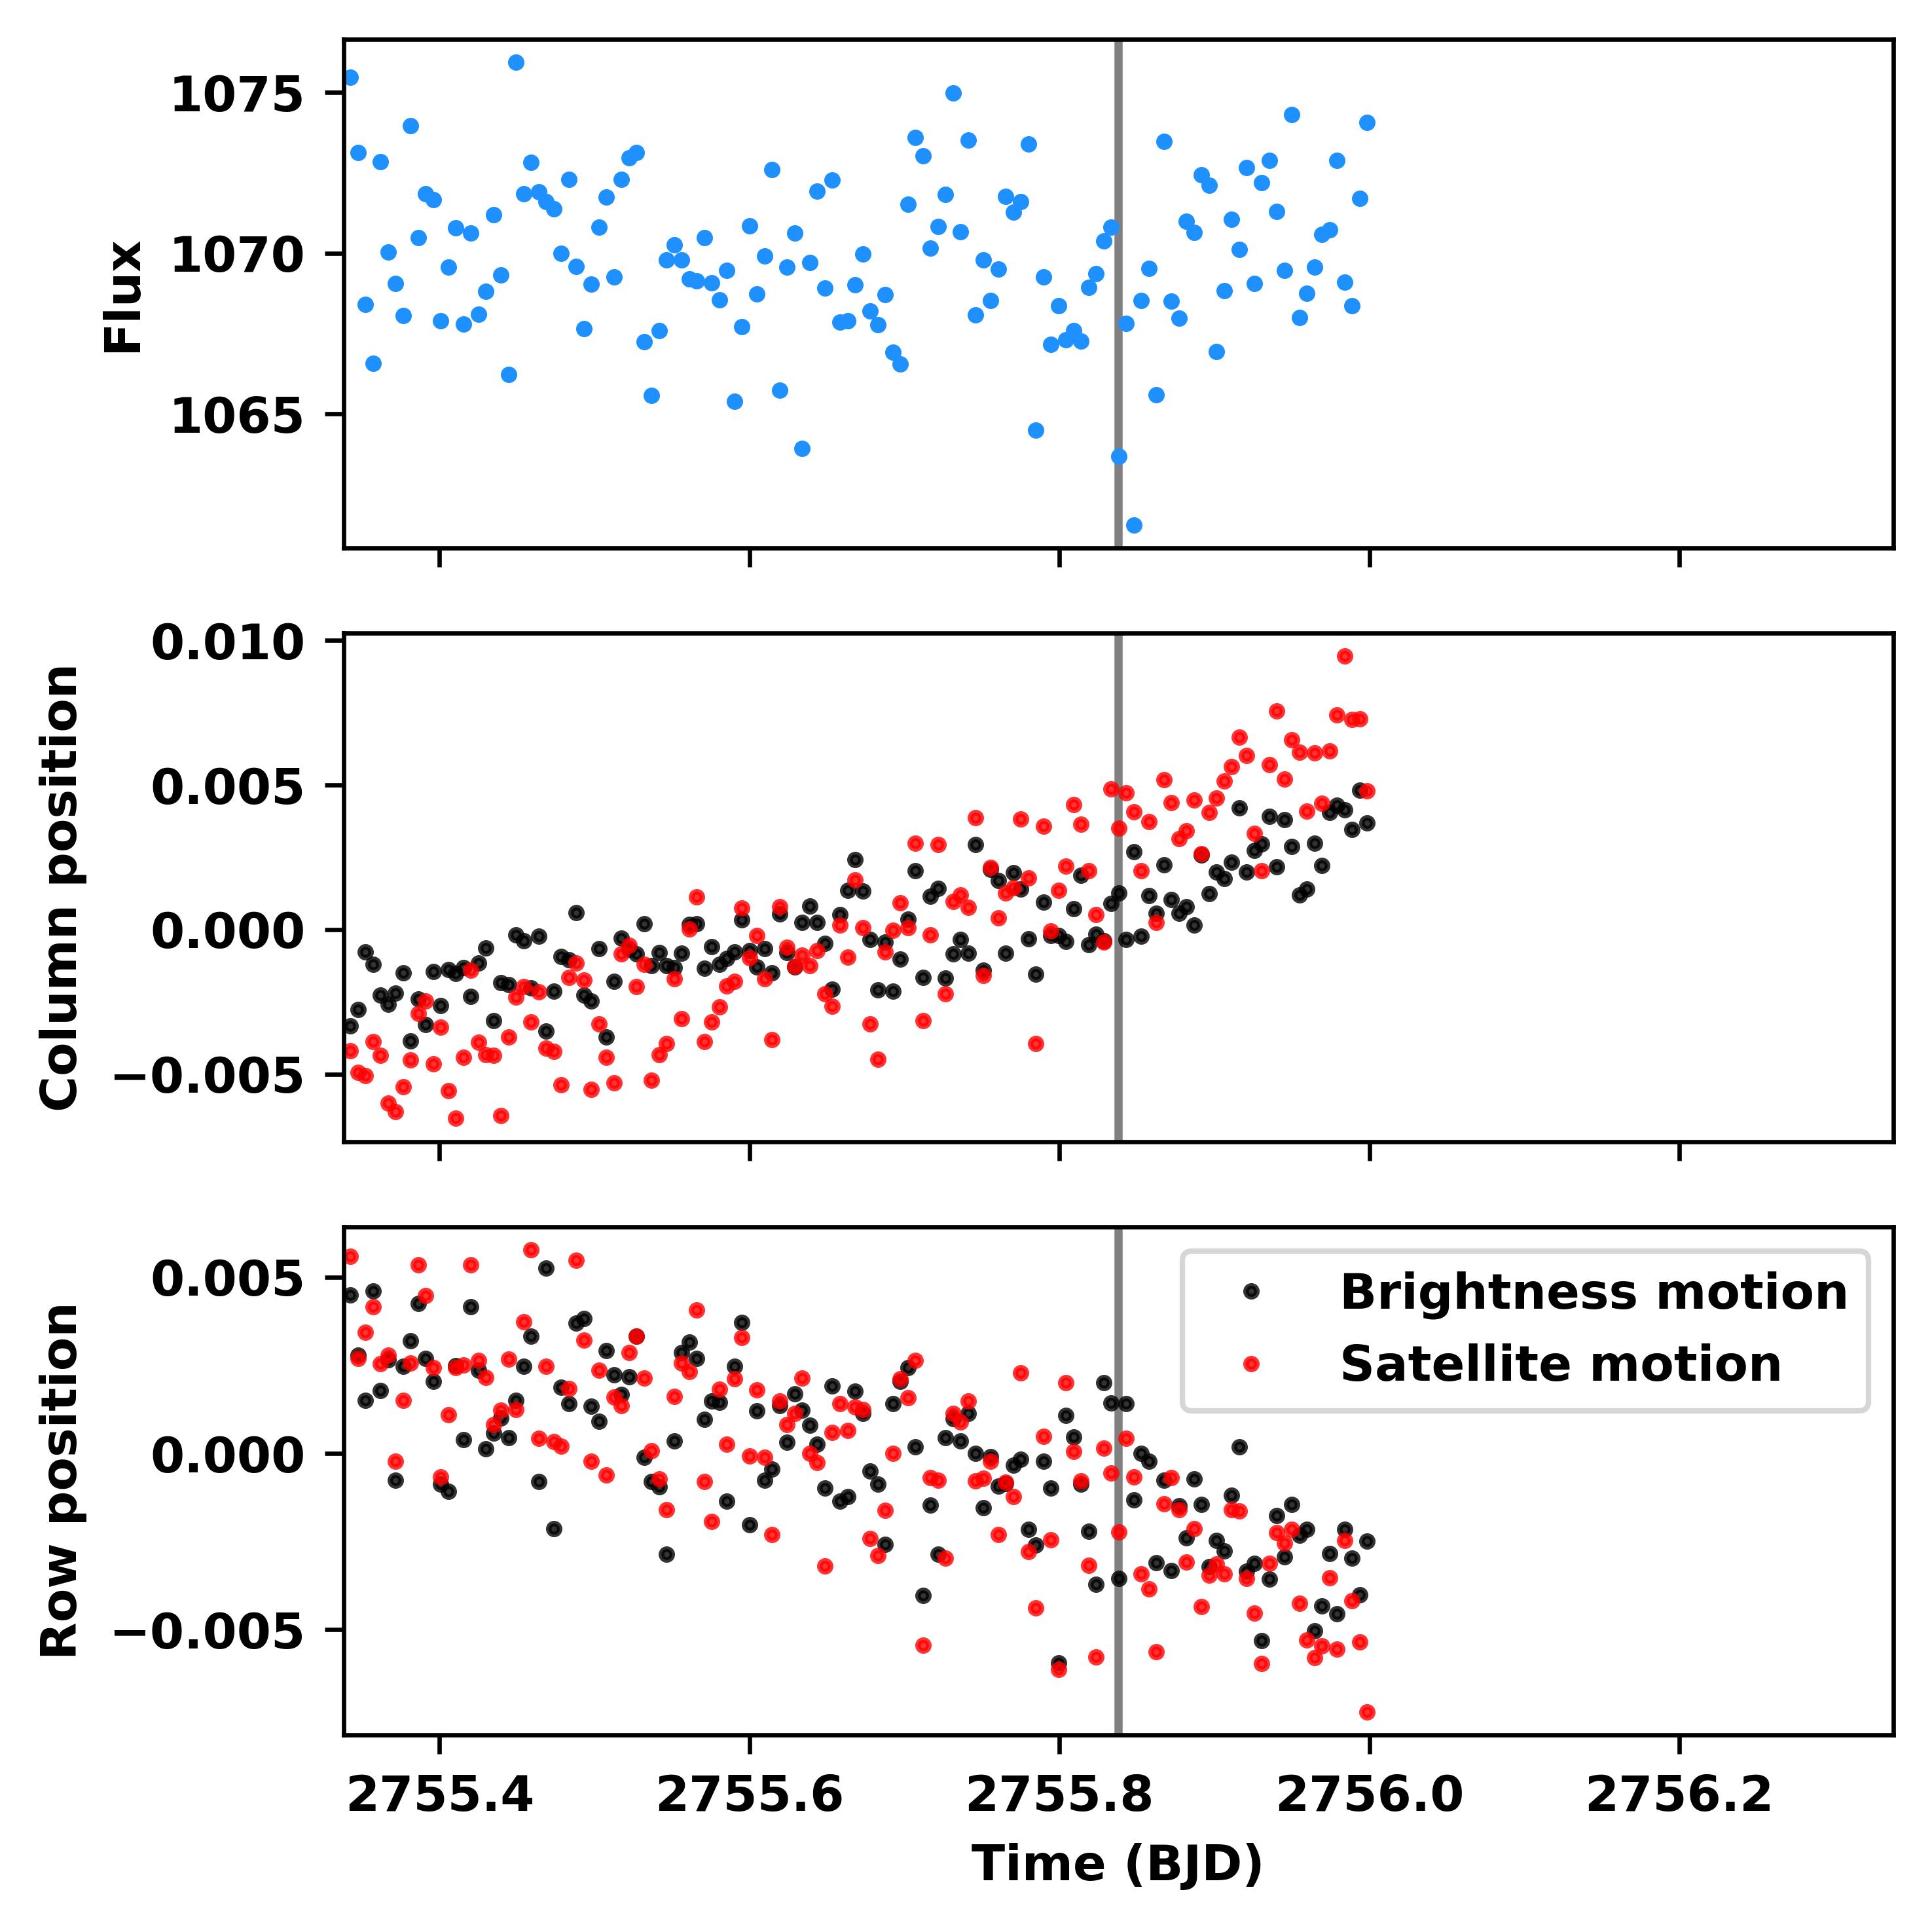 Flux
1075
1070
1065
Column position
0.010
0.005
0.000
−0.005
Row position
0.005
0.000
−0.005
Brightness motion
Satellite motion
2755.4 2755.6 2755.8 2756.0 2756.2
Time (BJD)